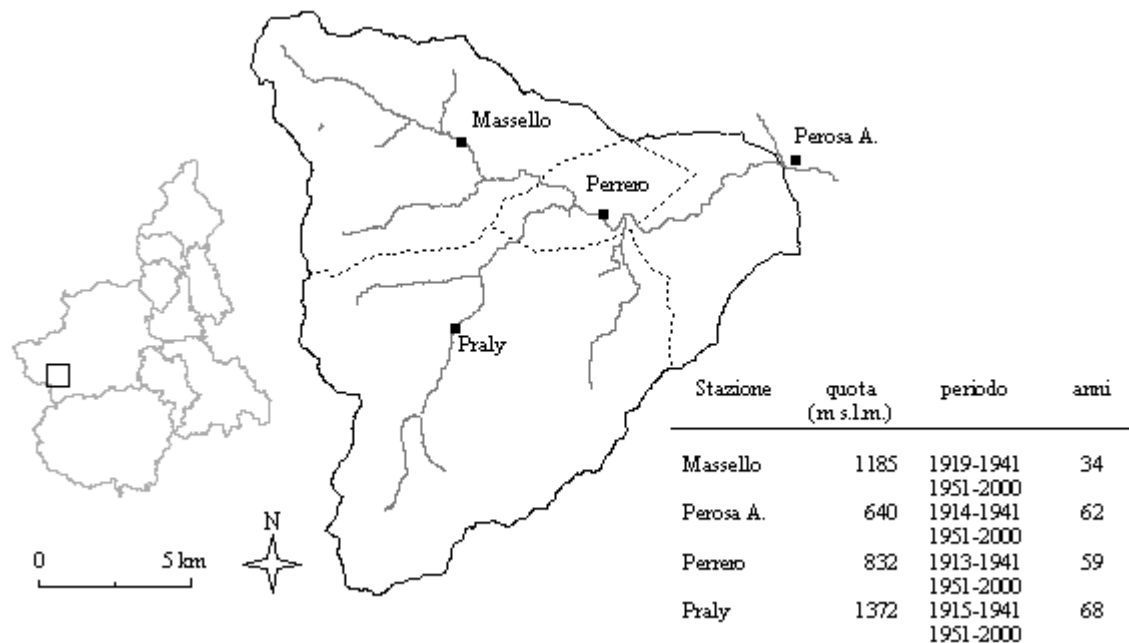 Massello
Perosa A.
Perrero
Praly
N
0 5 km
Stazione quota periodo anni
(m s.l.m.)
Massello 1185 1919-1941 34
1951-2000
Perosa A. 640 1914-1941 62
1951-2000
Perrero 832 1913-1941 59
1951-2000
Praly 1372 1915-1941 68
1951-2000